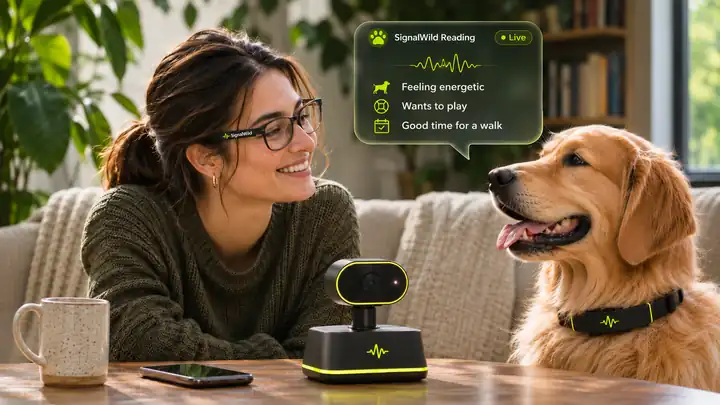 SignalWild Reading
Live
Feeling energetic
Wants to play
Good time for a walk
SignalWild